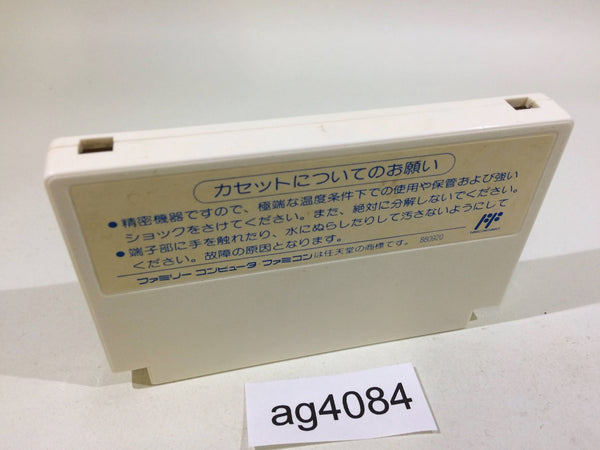 カセットについてのお願い
●精密機器ですので、極端な温度条件下での使用や保管および強い
ショックをさけてください。また、絶対に分解しないでください。
●端子部に手を触れたり、水にぬらしたりして汚さないようにして
ください。故障の原因となります。
ファミリー コンピュータ ファミコンは任天堂の商標です。 860920
ag4084